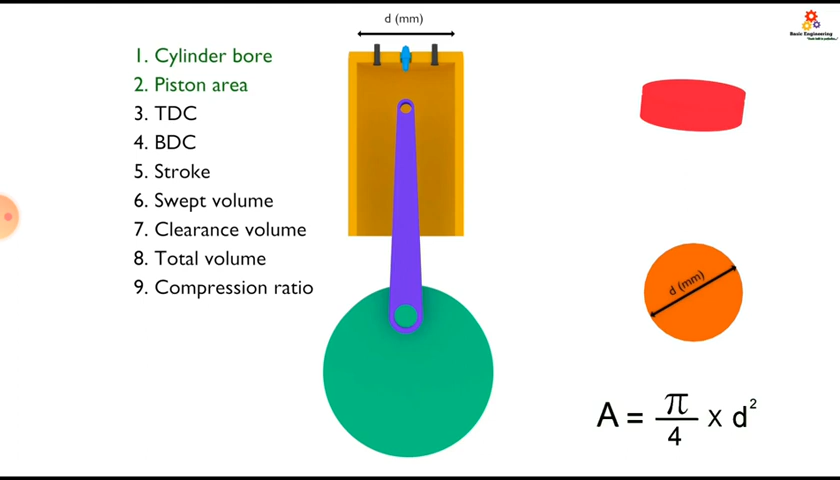 d (mm)
Basic Engineering
1. Cylinder bore
2. Piston area
3. TDC
4. BDC
5. Stroke
6. Swept volume
7. Clearance volume
8. Total volume
9. Compression ratio
d (mm)
A = π/4 x d²